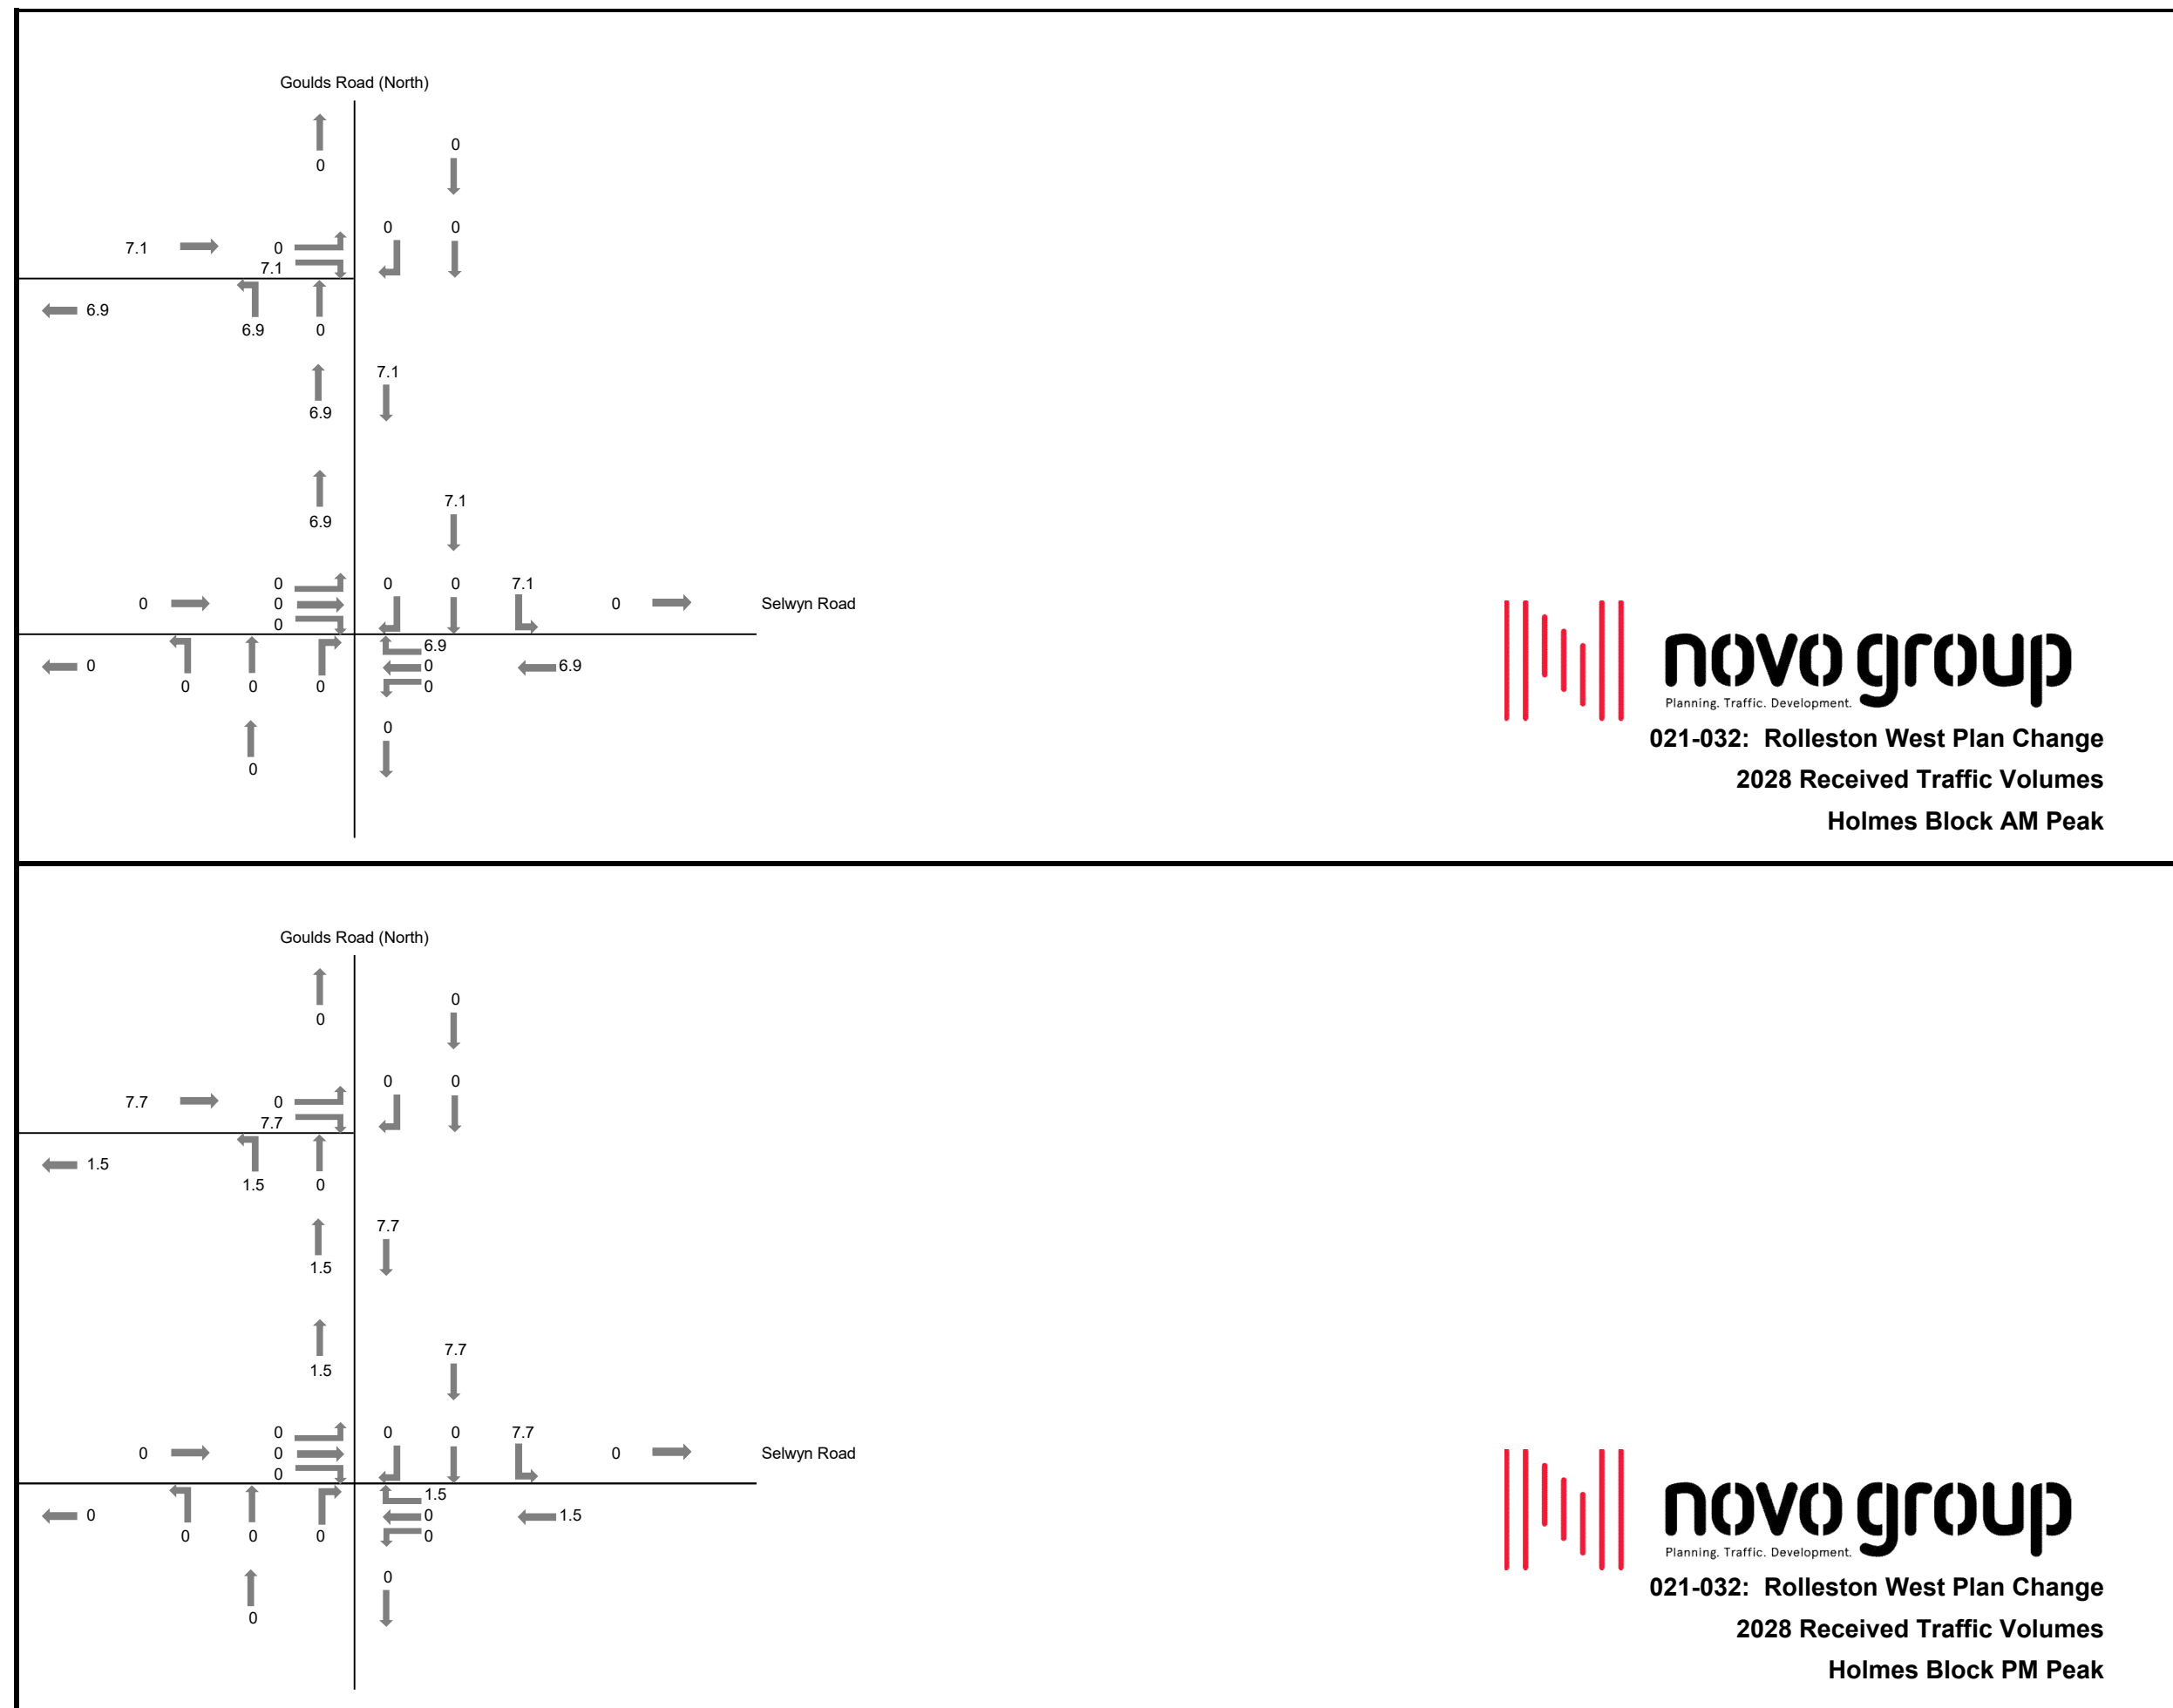 Goulds Road (North)
0
0
0 0
7.1 0
7.1
6.9
6.9 0
7.1
6.9
7.1
6.9
0 0 0 7.1
0 0 0 Selwyn Road
0
6.9
0 0 6.9
0 0 0 0
0
0
novo group
Planning. Traffic. Development.
021-032: Rolleston West Plan Change
2028 Received Traffic Volumes
Holmes Block AM Peak
Goulds Road (North)
0
0
0 0
7.7 0
7.7
1.5
1.5 0
7.7
1.5
7.7
1.5
0 0 0 7.7
0 0 0 Selwyn Road
0
1.5
0 0 1.5
0 0 0 0
0
0
novo group
Planning. Traffic. Development.
021-032: Rolleston West Plan Change
2028 Received Traffic Volumes
Holmes Block PM Peak